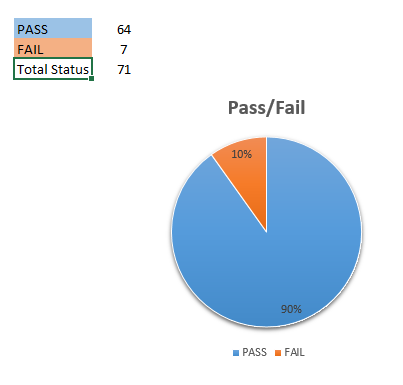 PASS 64
FAIL 7
Total Status 71
Pass/Fail
10%
90%
PASS FAIL